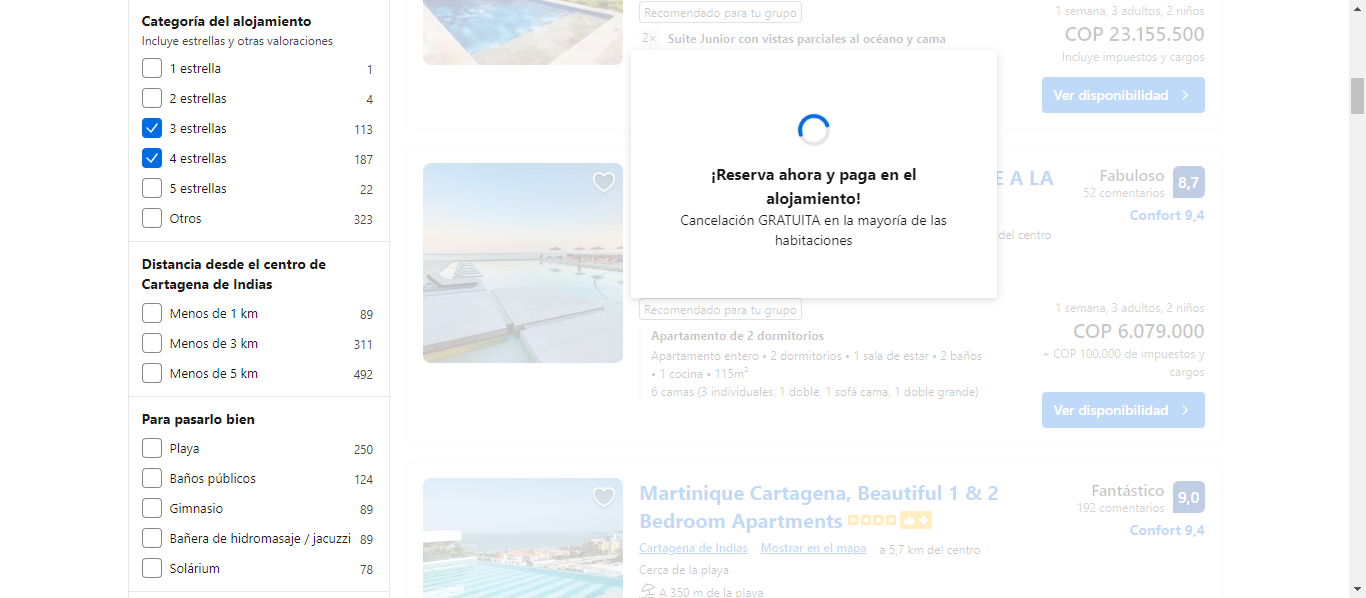 Categoría del alojamiento
Incluye estrellas y otras valoraciones
1 estrella 1
2 estrellas 4
3 estrellas 113
4 estrellas 187
5 estrellas 22
Otros 323
Distancia desde el centro de
Cartagena de Indias
Menos de 1 km 89
Menos de 3 km 311
Menos de 5 km 492
Para pasarlo bien
Playa 250
Baños públicos 124
Gimnasio 89
Bañera de hidromasaje / jacuzzi 89
Solárium 78
Recomendado para tu grupo
2× Suite Junior con vistas parciales al océano y cama
1 semana, 3 adultos, 2 niños
COP 23.155.500
Incluye impuestos y cargos
Ver disponibilidad
¡Reserva ahora y paga en el
alojamiento!
Cancelación GRATUITA en la mayoría de las
habitaciones
E A LA
del centro
Fabuloso 8,7
52 comentarios
Confort 9,4
Recomendado para tu grupo
Apartamento de 2 dormitorios
Apartamento entero • 2 dormitorios • 1 sala de estar • 2 baños
• 1 cocina • 115m²
6 camas (3 individuales, 1 doble, 1 sofá cama, 1 doble grande)
1 semana, 3 adultos, 2 niños
COP 6.079.000
+ COP 100.000 de impuestos y
cargos
Ver disponibilidad
Martinique Cartagena, Beautiful 1 & 2
Bedroom Apartments
Cartagena de Indias Mostrar en el mapa a 5,7 km del centro
Cerca de la playa
A 350 m de la playa
Fantástico 9,0
192 comentarios
Confort 9,4